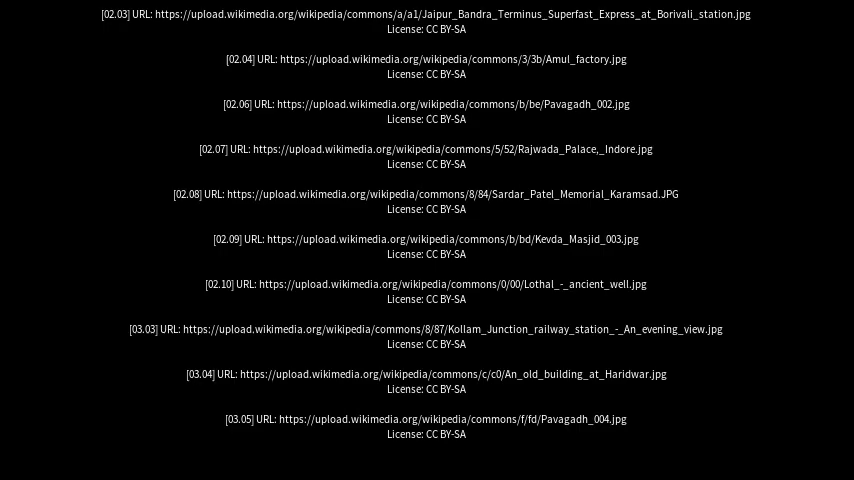 [02.03] URL: https://upload.wikimedia.org/wikipedia/commons/a/a1/Jaipur_Bandra_Terminus_Superfast_Express_at_Borivali_station.jpg
License: CC BY-SA
[02.04] URL: https://upload.wikimedia.org/wikipedia/commons/3/3b/Amul_factory.jpg
License: CC BY-SA
[02.06] URL: https://upload.wikimedia.org/wikipedia/commons/b/be/Pavagadh_002.jpg
License: CC BY-SA
[02.07] URL: https://upload.wikimedia.org/wikipedia/commons/5/52/Rajwada_Palace,_Indore.jpg
License: CC BY-SA
[02.08] URL: https://upload.wikimedia.org/wikipedia/commons/8/84/Sardar_Patel_Memorial_Karamsad.JPG
License: CC BY-SA
[02.09] URL: https://upload.wikimedia.org/wikipedia/commons/b/bd/Kevda_Masjid_003.jpg
License: CC BY-SA
[02.10] URL: https://upload.wikimedia.org/wikipedia/commons/0/00/Lothal_-_ancient_well.jpg
License: CC BY-SA
[03.03] URL: https://upload.wikimedia.org/wikipedia/commons/8/87/Kollam_Junction_railway_station_-_An_evening_view.jpg
License: CC BY-SA
[03.04] URL: https://upload.wikimedia.org/wikipedia/commons/c/c0/An_old_building_at_Haridwar.jpg
License: CC BY-SA
[03.05] URL: https://upload.wikimedia.org/wikipedia/commons/f/fd/Pavagadh_004.jpg
License: CC BY-SA